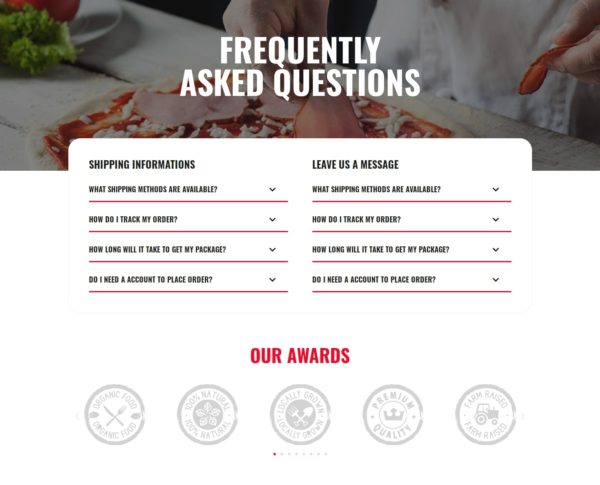 FREQUENTLY
ASKED QUESTIONS
SHIPPING INFORMATIONS
WHAT SHIPPING METHODS ARE AVAILABLE?
HOW DO I TRACK MY ORDER?
HOW LONG WILL IT TAKE TO GET MY PACKAGE?
DO I NEED A ACCOUNT TO PLACE ORDER?
LEAVE US A MESSAGE
WHAT SHIPPING METHODS ARE AVAILABLE?
HOW DO I TRACK MY ORDER?
HOW LONG WILL IT TAKE TO GET MY PACKAGE?
DO I NEED A ACCOUNT TO PLACE ORDER?
OUR AWARDS
ORGANIC FOOD
ORGANIC FOOD
100% NATURAL
100% NATURAL
LOCALLY GROWN
LOCALLY GROWN
PREMIUM
QUALITY
FARM RAISED
FARM RAISED